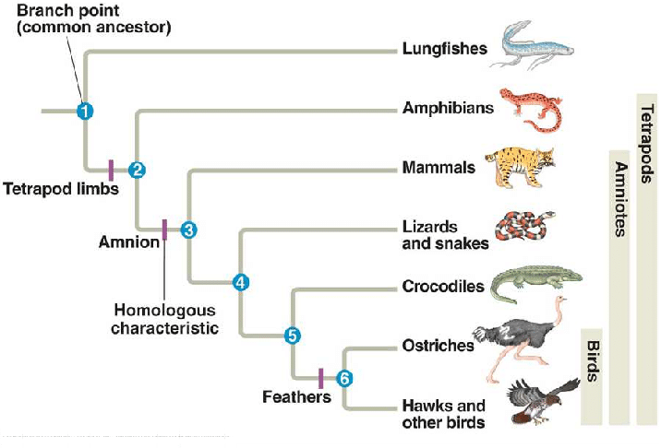 Branch point
(common ancestor)
Lungfishes
1
Amphibians
2
Tetrapod limbs
Mammals
3
Amnion
Lizards
and snakes
4
Crocodiles
Homologous
characteristic
5
Ostriches
6
Feathers
Hawks and
other birds
Birds
Amniotes
Tetrapods